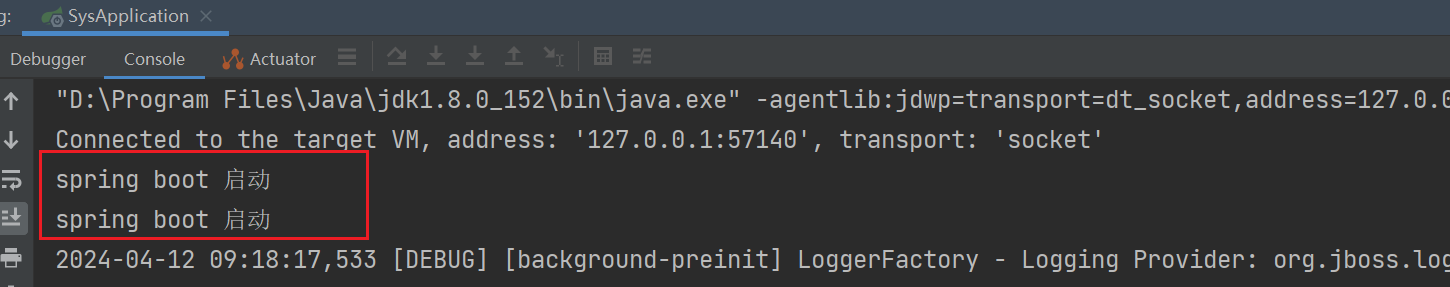 g: SysApplication ×
Debugger Console Actuator
"D:\Program Files\Java\jdk1.8.0_152\bin\java.exe" -agentlib:jdwp=transport=dt_socket,address=127.0.0
Connected to the target VM, address: '127.0.0.1:57140', transport: 'socket'
spring boot 启动
spring boot 启动
2024-04-12 09:18:17,533 [DEBUG] [background-preinit] LoggerFactory - Logging Provider: org.jboss.log